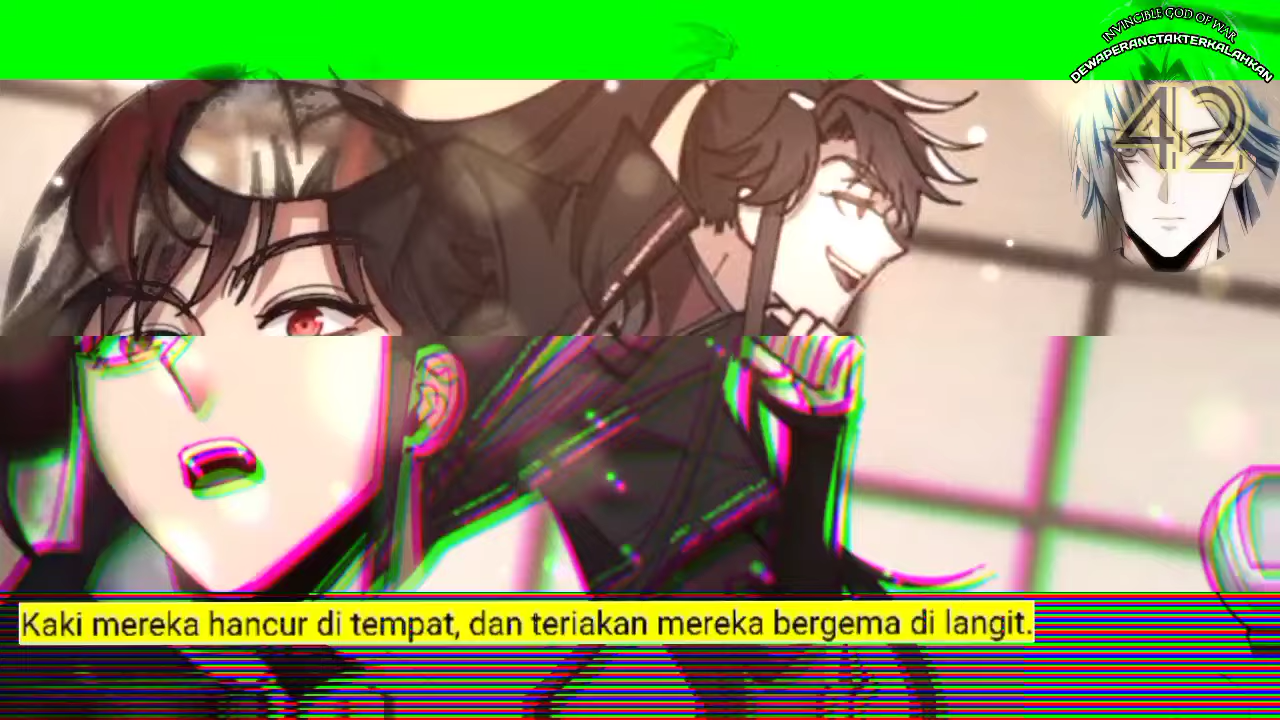 INVINCIBLE GOD OF WAR
DEWAPERANGTAKTERKALAHKAN
42
Kaki mereka hancur di tempat, dan teriakan mereka bergema di langit.